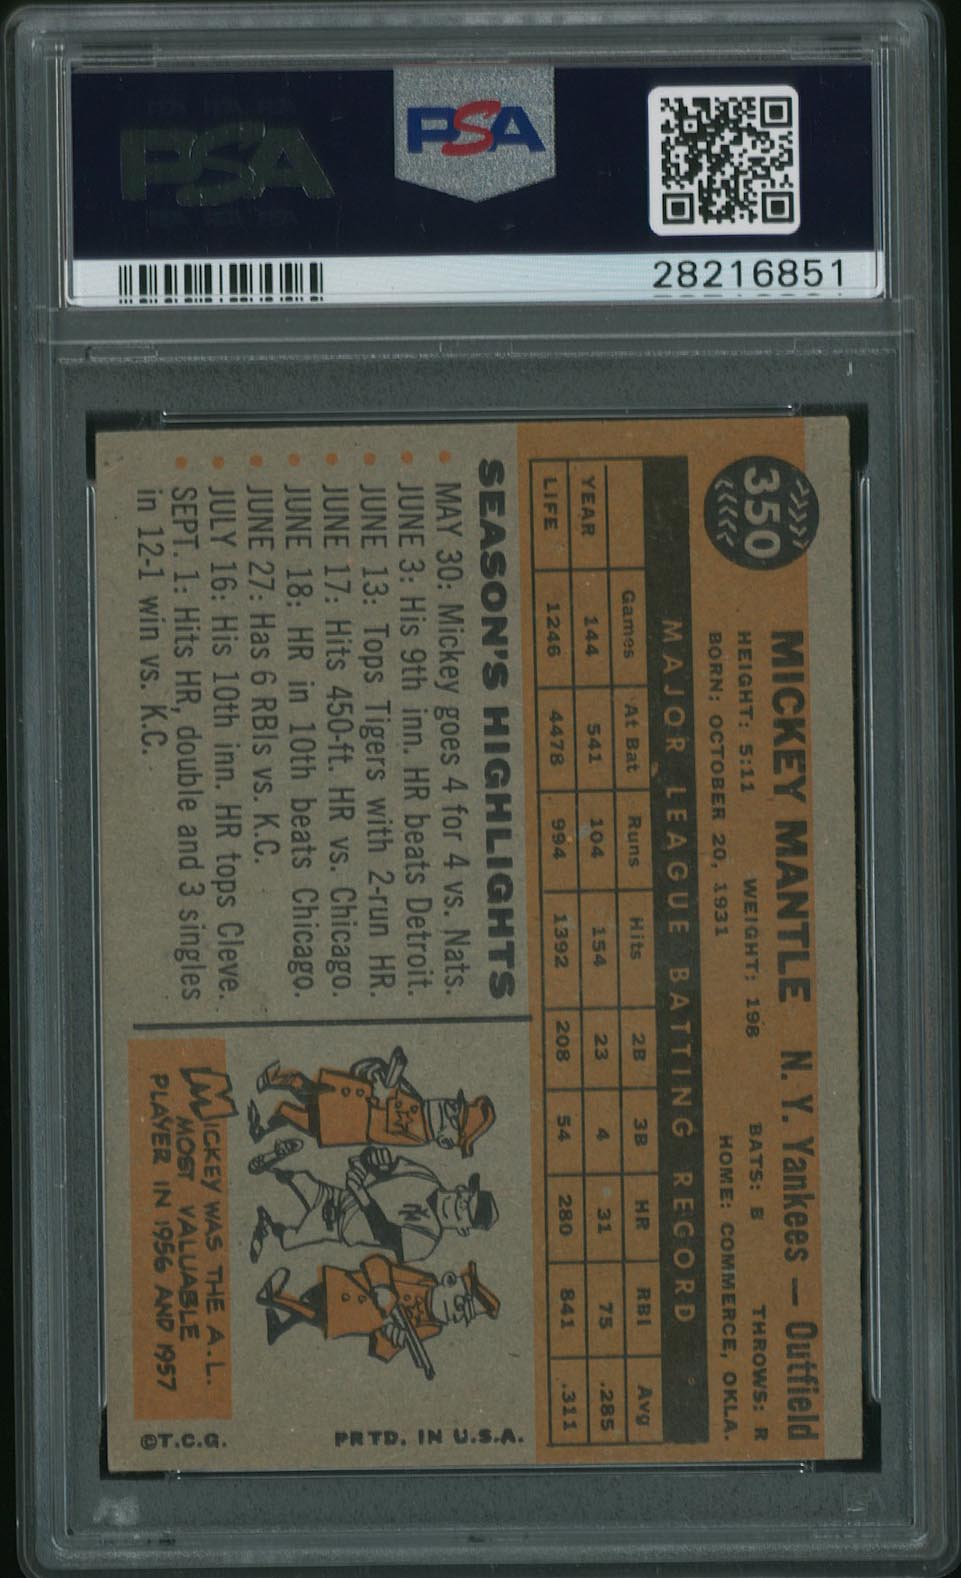 PSA
PSA
28216851
350
MICKEY MANTLE N. Y. Yankees — Outfield
HEIGHT: 5:11 WEIGHT: 198 BATS: B THROWS: R
BORN: OCTOBER 20, 1931 HOME: COMMERCE, OKLA.
MAJOR LEAGUE BATTING RECORD
Games At Bat Runs Hits 2B 3B HR RBI Avg
YEAR 144 541 104 154 23 4 31 75 .285
LIFE 1246 4478 994 1392 208 54 280 841 .311
SEASON'S HIGHLIGHTS
• MAY 30: Mickey goes 4 for 4 vs. Nats.
• JUNE 3: His 9th inn. HR beats Detroit.
• JUNE 13: Tops Tigers with 2-run HR.
• JUNE 17: Hits 450-ft. HR vs. Chicago.
• JUNE 18: HR in 10th beats Chicago.
• JUNE 27: Has 6 RBIs vs. K.C.
• JULY 16: His 10th inn. HR tops Cleve.
• SEPT. 1: Hits HR, double and 3 singles
in 12-1 win vs. K.C.
NY
MICKEY WAS THE A.L.
MOST VALUABLE
PLAYER IN 1956 AND 1957
©T.C.G. PRTD. IN U.S.A.